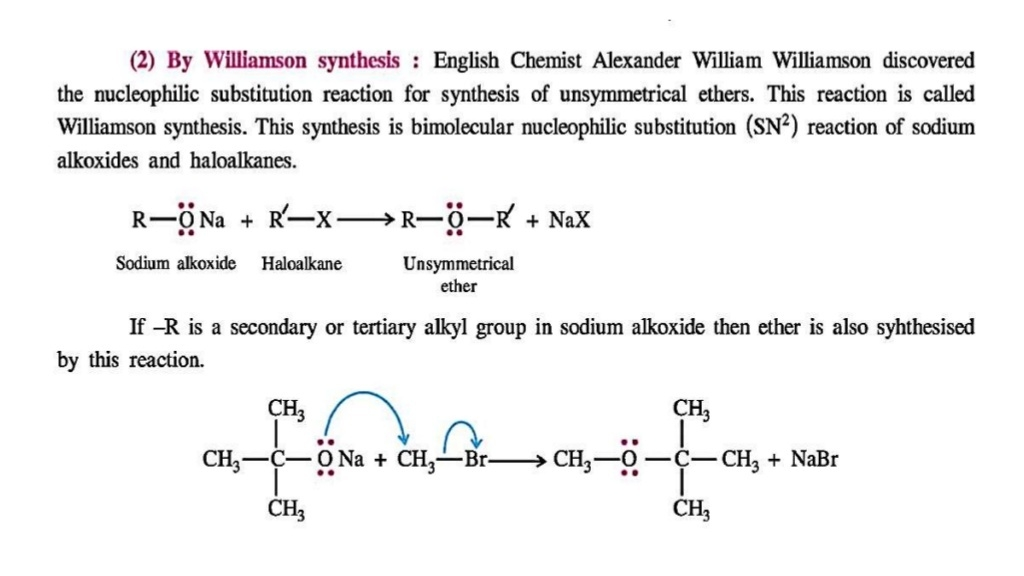 (2) By Williamson synthesis : English Chemist Alexander William Williamson discovered
the nucleophilic substitution reaction for synthesis of unsymmetrical ethers. This reaction is called
Williamson synthesis. This synthesis is bimolecular nucleophilic substitution (SN²) reaction of sodium
alkoxides and haloalkanes.
R—Ö Na + R′—X ⟶ R—Ö—R′ + NaX
Sodium alkoxide Haloalkane Unsymmetrical
ether
If –R is a secondary or tertiary alkyl group in sodium alkoxide then ether is also syhthesised
by this reaction.
CH₃ CH₃
CH₃—C—Ö Na + CH₃—Br ⟶ CH₃—Ö—C—CH₃ + NaBr
CH₃ CH₃